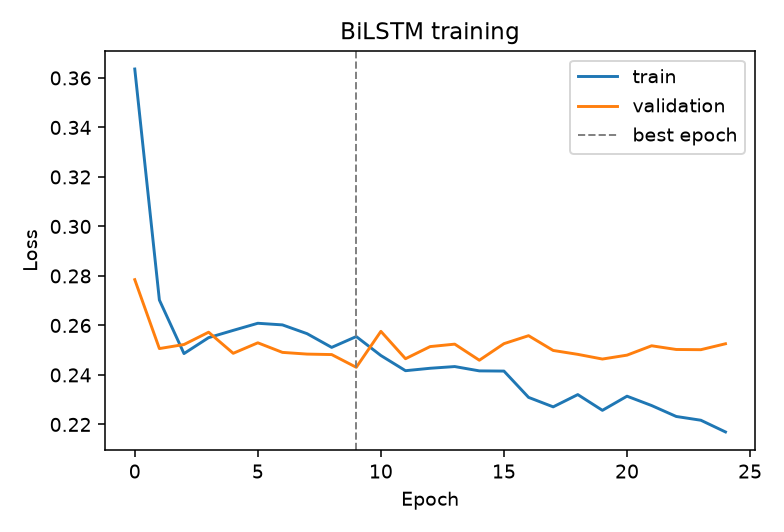 BiLSTM training
train
validation
best epoch
Loss
0.36
0.34
0.32
0.30
0.28
0.26
0.24
0.22
0 5 10 15 20 25
Epoch